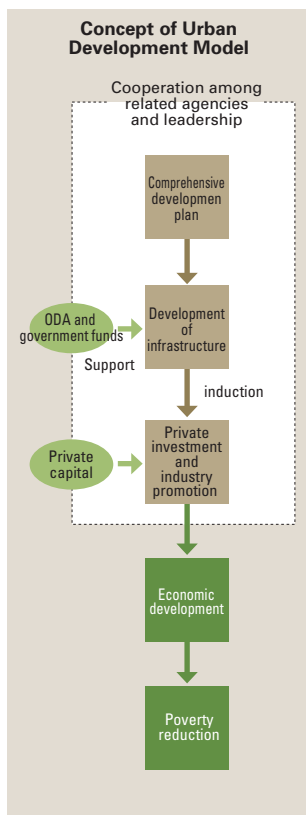 Concept of Urban
Development Model
Cooperation among
related agencies
and leadership
Comprehensive
developmen
plan
ODA and
government funds
Development
of
infrastructure
Support
induction
Private
capital
Private
investment
and
industry
promotion
Economic
development
Poverty
reduction